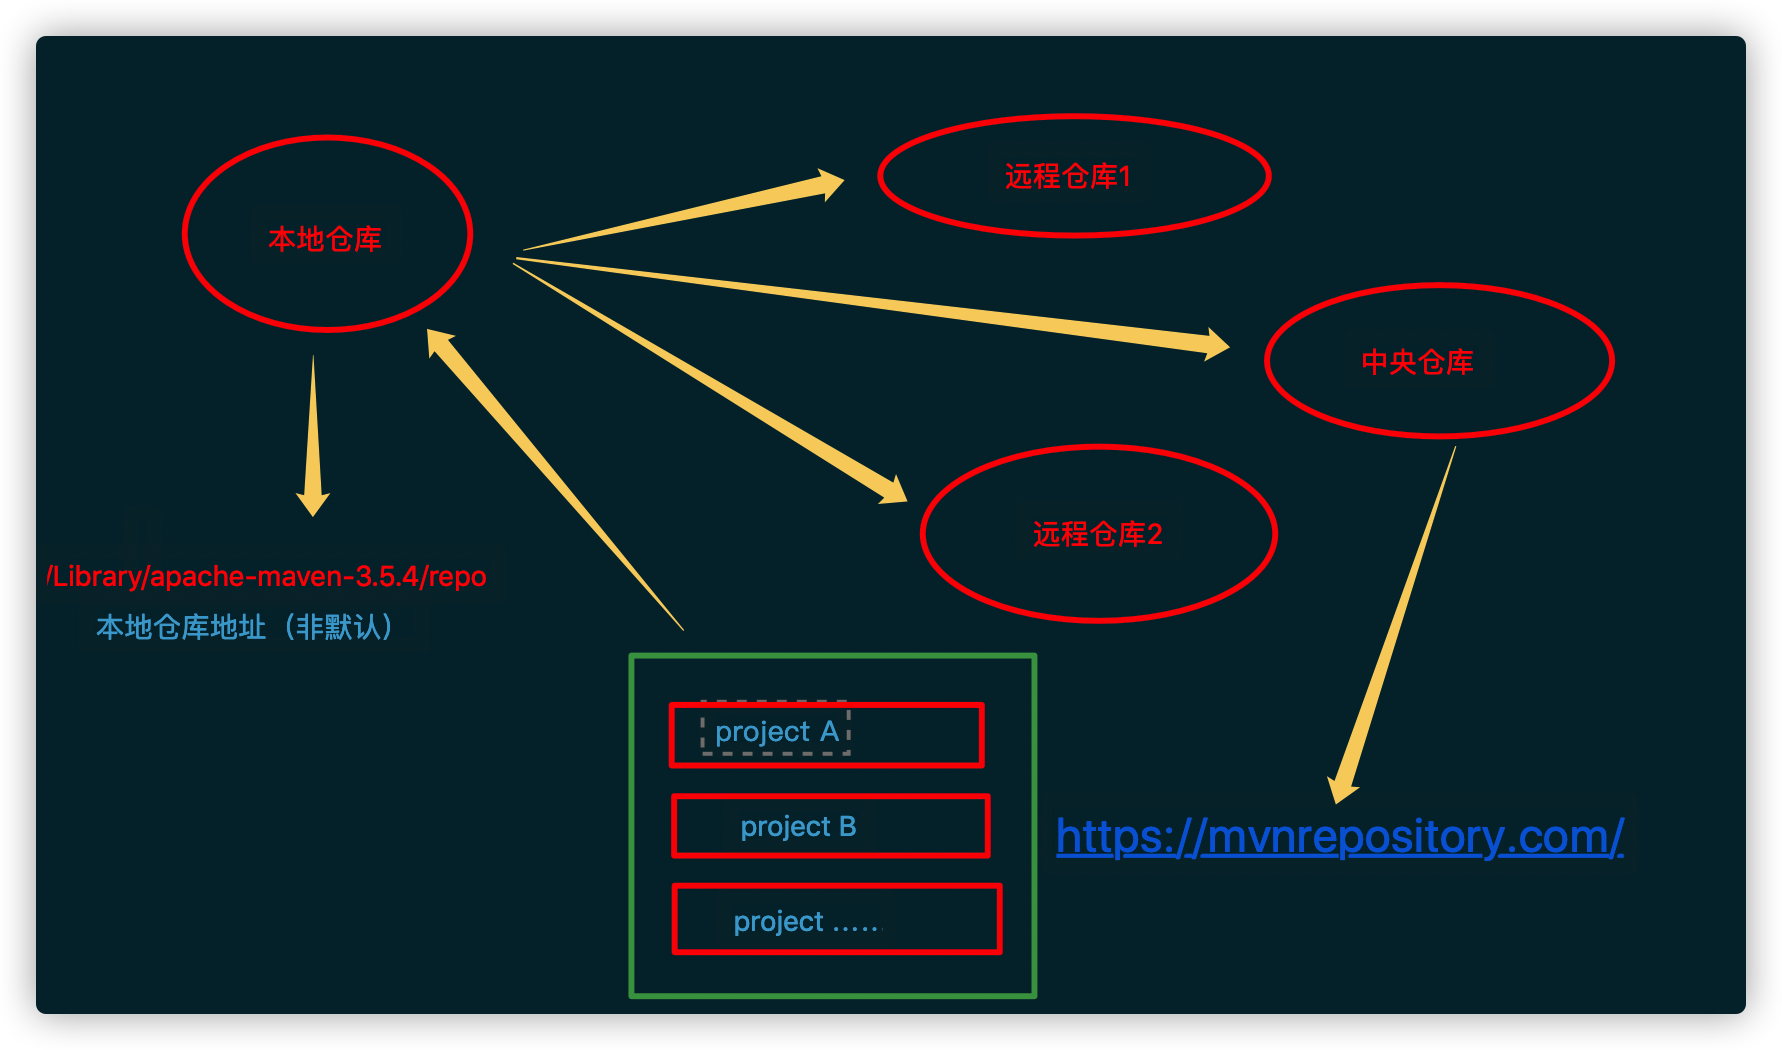 远程仓库1
本地仓库
中央仓库
远程仓库2
/Library/apache-maven-3.5.4/repo
本地仓库地址（非默认）
project A
project B
https://mvnrepository.com/
project ......